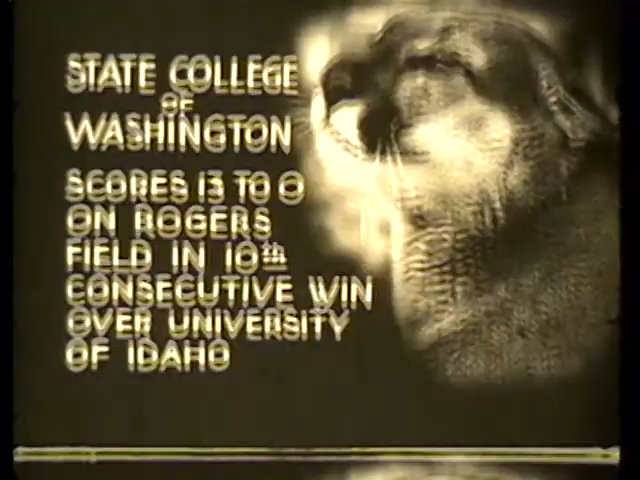 STATE COLLEGE
OF
WASHINGTON
SCORES 13 TO 0
ON ROGERS
FIELD IN 10th
CONSECUTIVE WIN
OVER UNIVERSITY
OF IDAHO